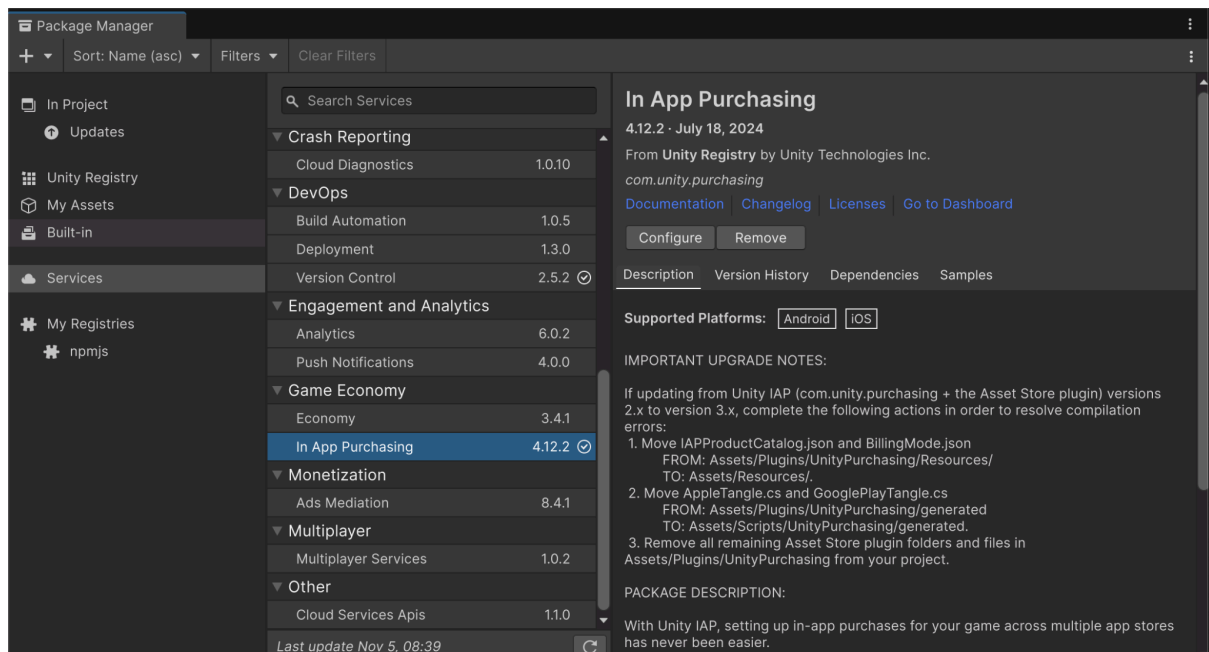 Package Manager
+ Sort: Name (asc) Filters Clear Filters
In Project
Updates
Unity Registry
My Assets
Built-in
Services
My Registries
npmjs
Search Services
Crash Reporting
Cloud Diagnostics 1.0.10
DevOps
Build Automation 1.0.5
Deployment 1.3.0
Version Control 2.5.2
Engagement and Analytics
Analytics 6.0.2
Push Notifications 4.0.0
Game Economy
Economy 3.4.1
In App Purchasing 4.12.2
Monetization
Ads Mediation 8.4.1
Multiplayer
Multiplayer Services 1.0.2
Other
Cloud Services Apis 1.1.0
Last update Nov 5, 08:39
In App Purchasing
4.12.2 · July 18, 2024
From Unity Registry by Unity Technologies Inc.
com.unity.purchasing
Documentation Changelog Licenses Go to Dashboard
Configure Remove
Description Version History Dependencies Samples
Supported Platforms: Android iOS
IMPORTANT UPGRADE NOTES:
If updating from Unity IAP (com.unity.purchasing + the Asset Store plugin) versions
2.x to version 3.x, complete the following actions in order to resolve compilation
errors:
1. Move IAPProductCatalog.json and BillingMode.json
FROM: Assets/Plugins/UnityPurchasing/Resources/
TO: Assets/Resources/.
2. Move AppleTangle.cs and GooglePlayTangle.cs
FROM: Assets/Plugins/UnityPurchasing/generated
TO: Assets/Scripts/UnityPurchasing/generated.
3. Remove all remaining Asset Store plugin folders and files in
Assets/Plugins/UnityPurchasing from your project.
PACKAGE DESCRIPTION:
With Unity IAP, setting up in-app purchases for your game across multiple app stores
has never been easier.